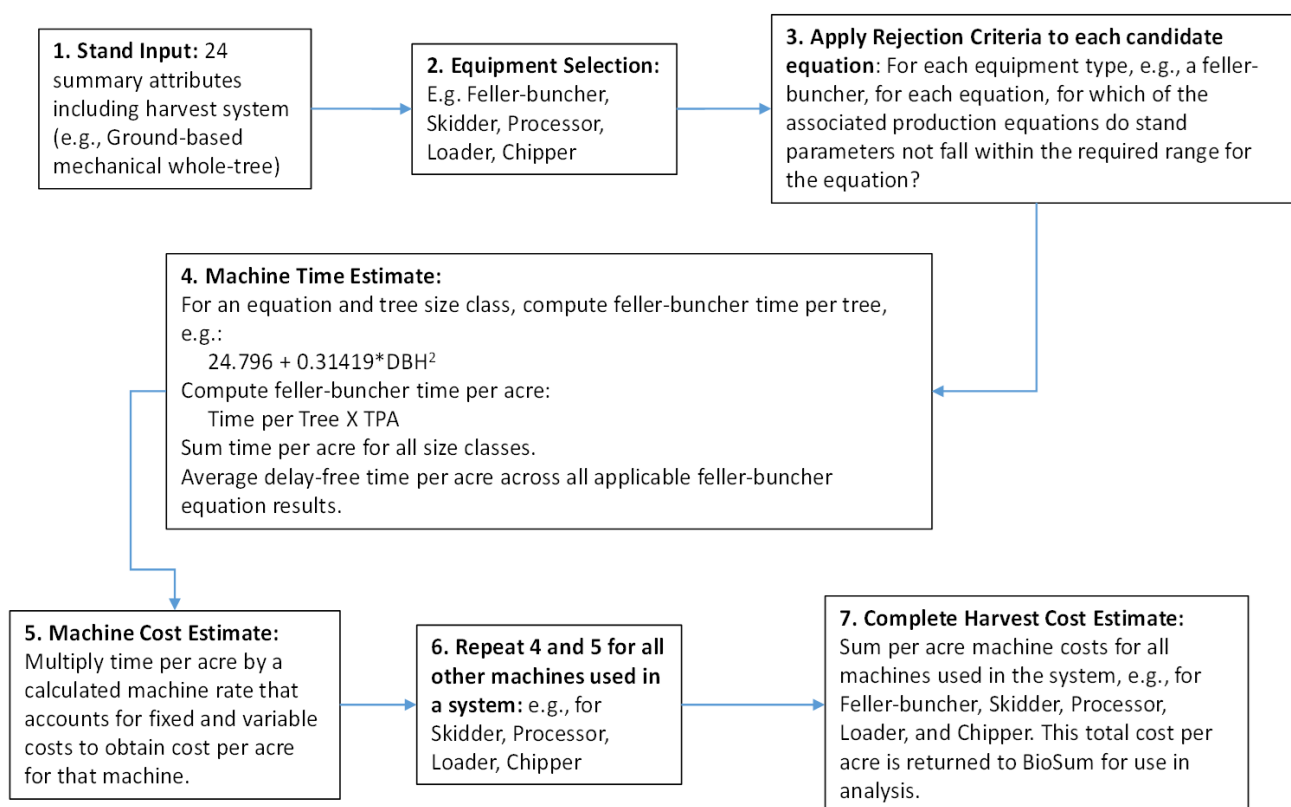 1. Stand Input: 24
summary attributes
including harvest system
(e.g., Ground-based
mechanical whole-tree)
2. Equipment Selection:
E.g. Feller-buncher,
Skidder, Processor,
Loader, Chipper
3. Apply Rejection Criteria to each candidate
equation: For each equipment type, e.g., a feller-
buncher, for each equation, for which of the
associated production equations do stand
parameters not fall within the required range for
the equation?
4. Machine Time Estimate:
For an equation and tree size class, compute feller-buncher time per tree,
e.g.:
24.796 + 0.31419*DBH²
Compute feller-buncher time per acre:
Time per Tree X TPA
Sum time per acre for all size classes.
Average delay-free time per acre across all applicable feller-buncher
equation results.
5. Machine Cost Estimate:
Multiply time per acre by a
calculated machine rate that
accounts for fixed and variable
costs to obtain cost per acre
for that machine.
6. Repeat 4 and 5 for all
other machines used in
a system: e.g., for
Skidder, Processor,
Loader, Chipper
7. Complete Harvest Cost Estimate:
Sum per acre machine costs for all
machines used in the system, e.g., for
Feller-buncher, Skidder, Processor,
Loader, and Chipper. This total cost per
acre is returned to BioSum for use in
analysis.